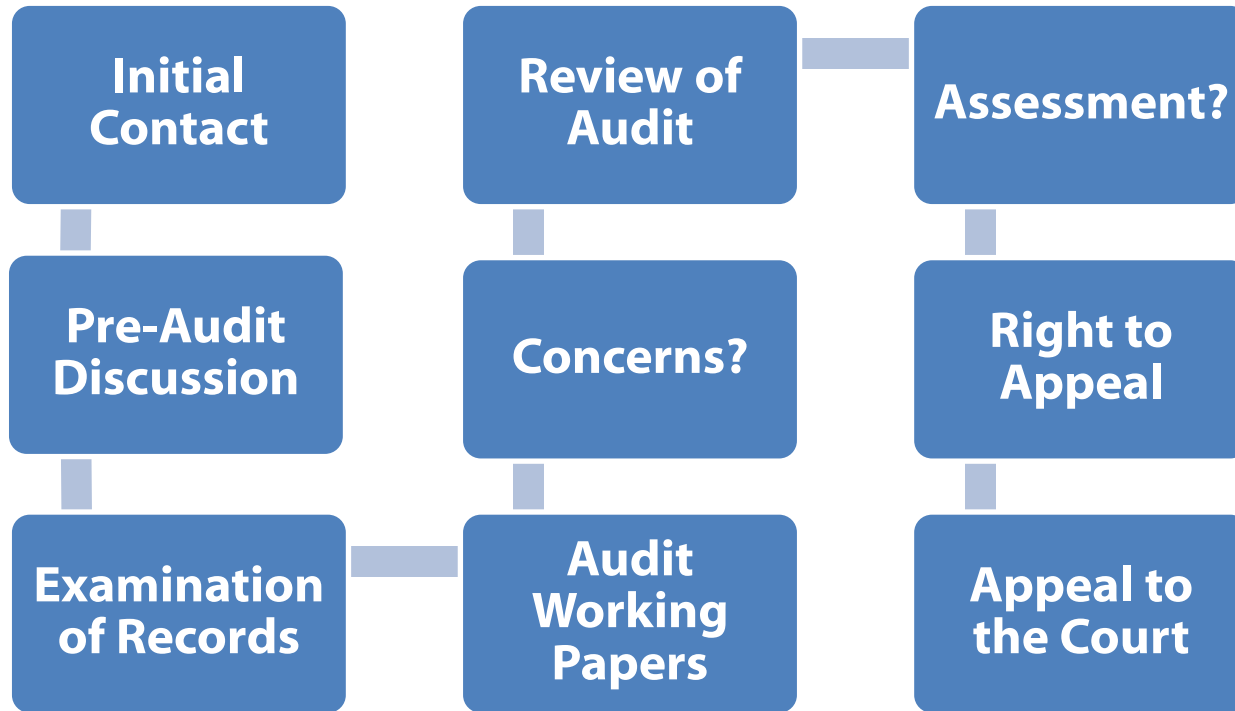 Initial
Contact
Pre-Audit
Discussion
Examination
of Records
Audit
Working
Papers
Concerns?
Review of
Audit
Assessment?
Right to
Appeal
Appeal to
the Court